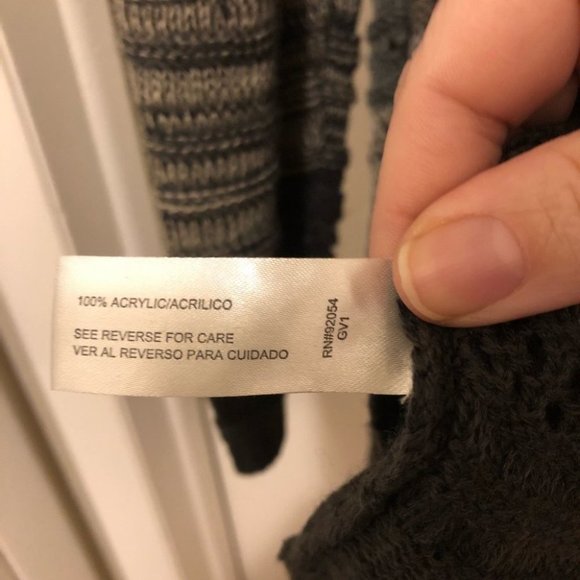 100% ACRYLIC/ACRILICO
SEE REVERSE FOR CARE
VER AL REVERSO PARA CUIDADO
RN#92054
GV1